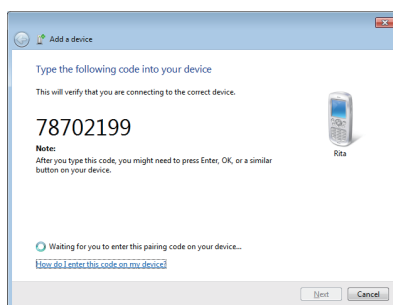 Add a device
Type the following code into your device
This will verify that you are connecting to the correct device.
78702199
Note:
After you type this code, you might need to press Enter, OK, or a similar
button on your device.
Rita
Waiting for you to enter this pairing code on your device...
How do I enter this code on my device?
Next Cancel